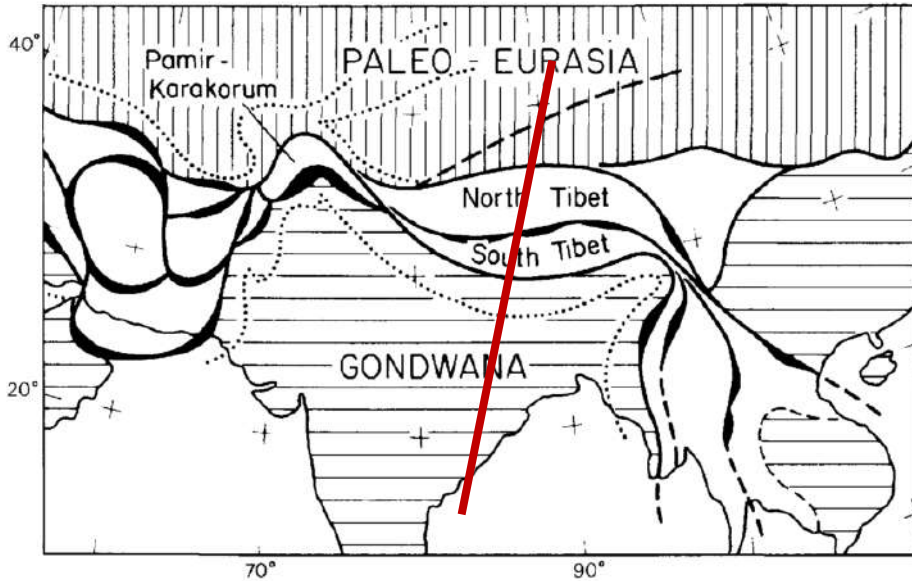 40°
Pamir-
Karakorum
PALEO - EURASIA
North Tibet
South Tibet
GONDWANA
20°
70°
90°